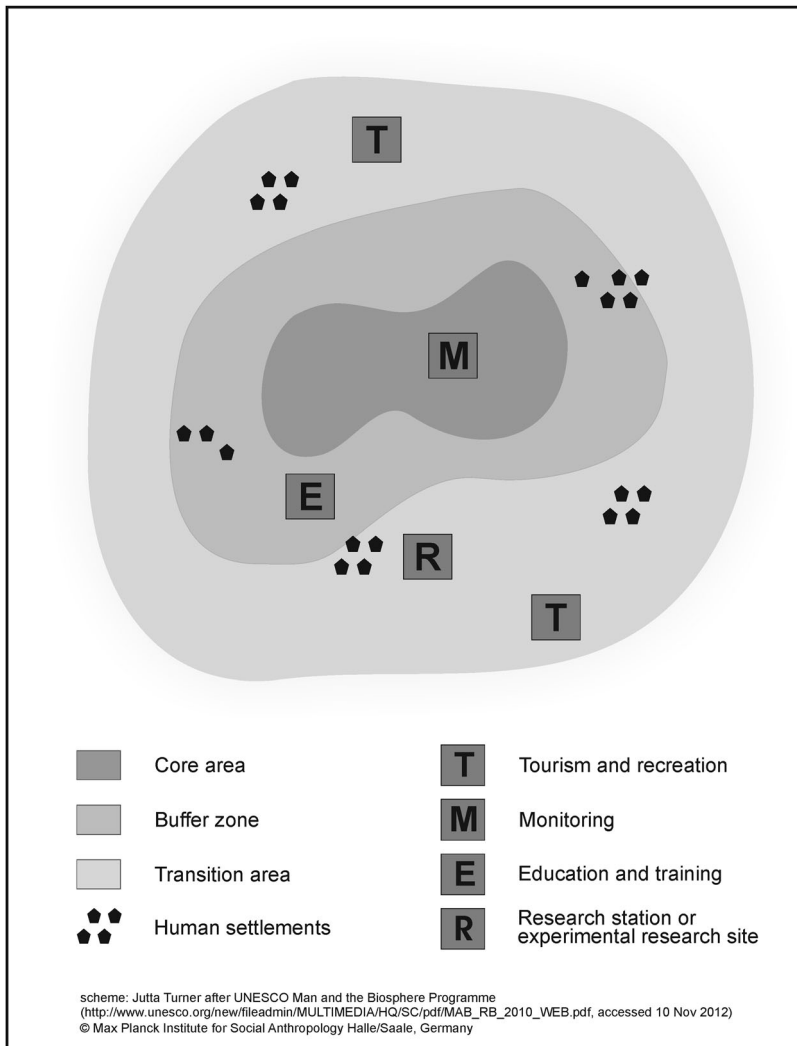 T
M
E
R
T
Core area
Buffer zone
Transition area
Human settlements
T Tourism and recreation
M Monitoring
E Education and training
R Research station or
experimental research site
scheme: Jutta Turner after UNESCO Man and the Biosphere Programme
(http://www.unesco.org/new/fileadmin/MULTIMEDIA/HQ/SC/pdf/MAB_RB_2010_WEB.pdf, accessed 10 Nov 2012)
© Max Planck Institute for Social Anthropology Halle/Saale, Germany